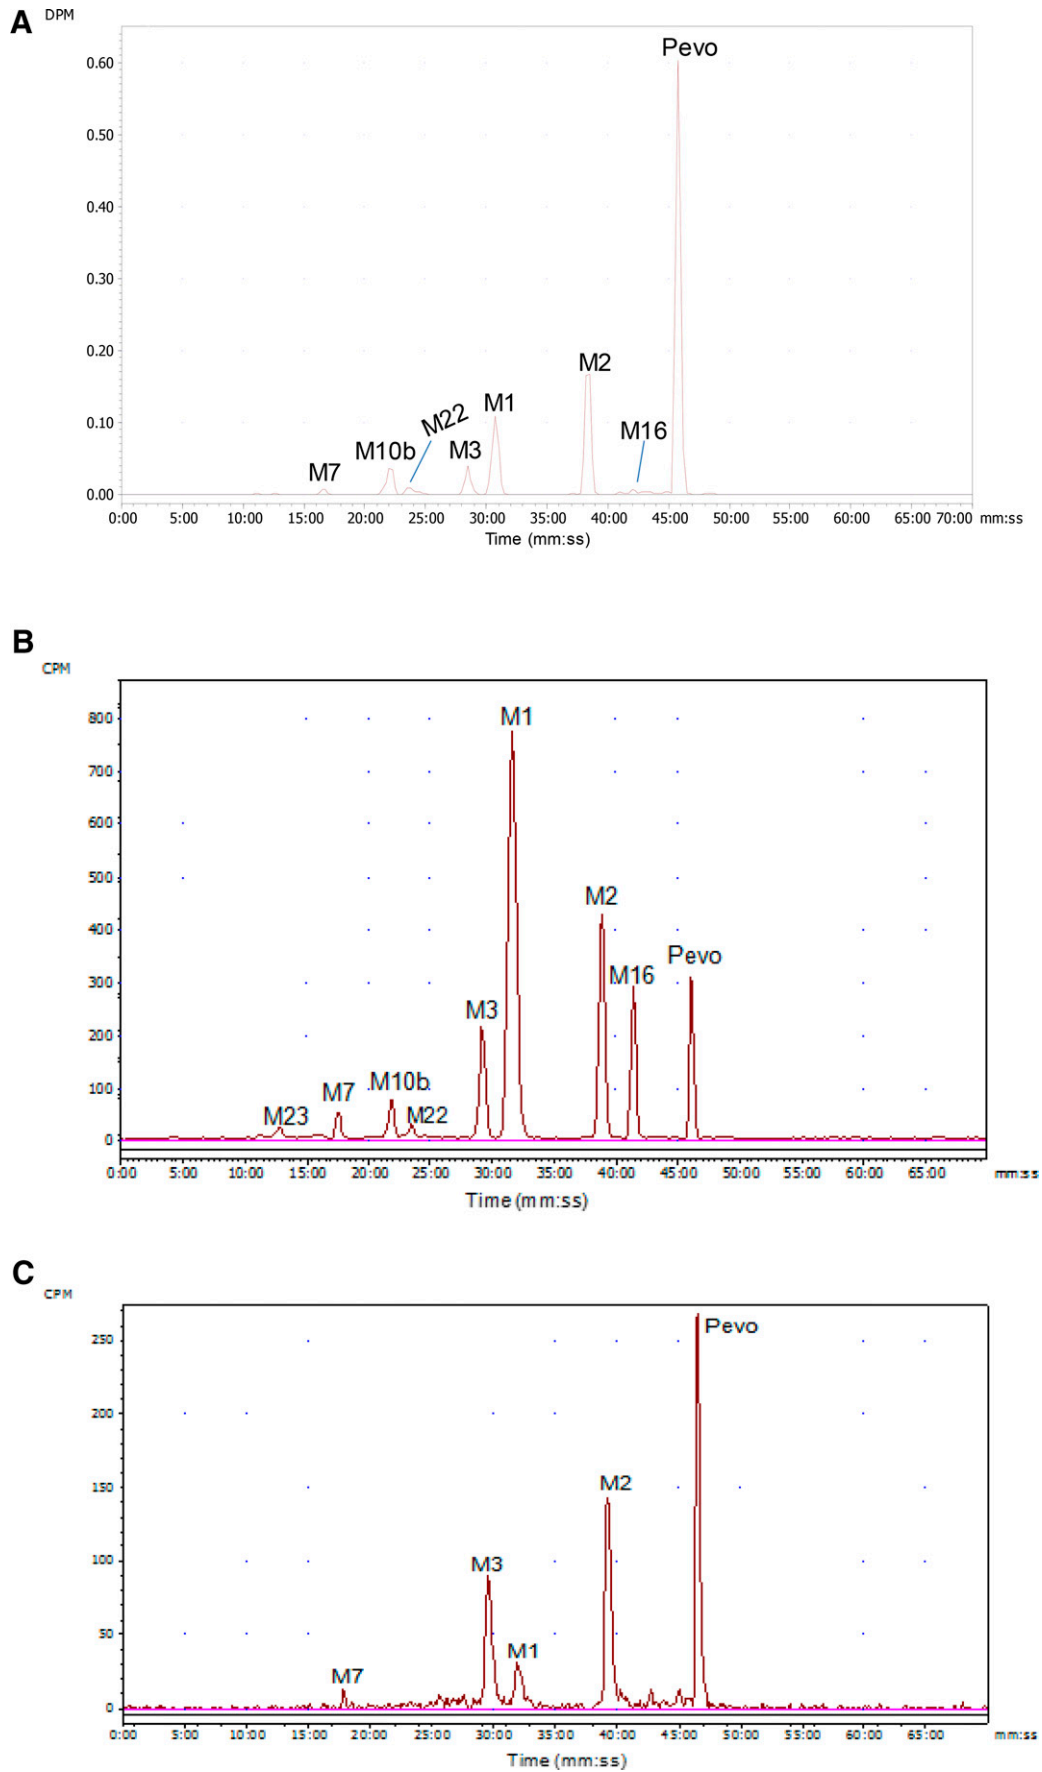 A DPM
Pevo
0.60
0.50
0.40
0.30
0.20
0.10
0.00
M2
M1
M22
M16
M10b
M3
M7
0:00 5:00 10:00 15:00 20:00 25:00 30:00 35:00 40:00 45:00 50:00 55:00 60:00 65:00 70:00 mm:ss
Time (mm:ss)
B
CPM
800
700
600
500
400
300
200
100
0
M1
M2
Pevo
M16
M3
M10b
M7
M23
M22
0:00 5:00 10:00 15:00 20:00 25:00 30:00 35:00 40:00 45:00 50:00 55:00 60:00 65:00 mm:ss
Time (mm:ss)
C
CPM
250
200
150
100
50
0
Pevo
M2
M3
M1
M7
0:00 5:00 10:00 15:00 20:00 25:00 30:00 35:00 40:00 45:00 50:00 55:00 60:00 65:00 mm:ss
Time (mm:ss)